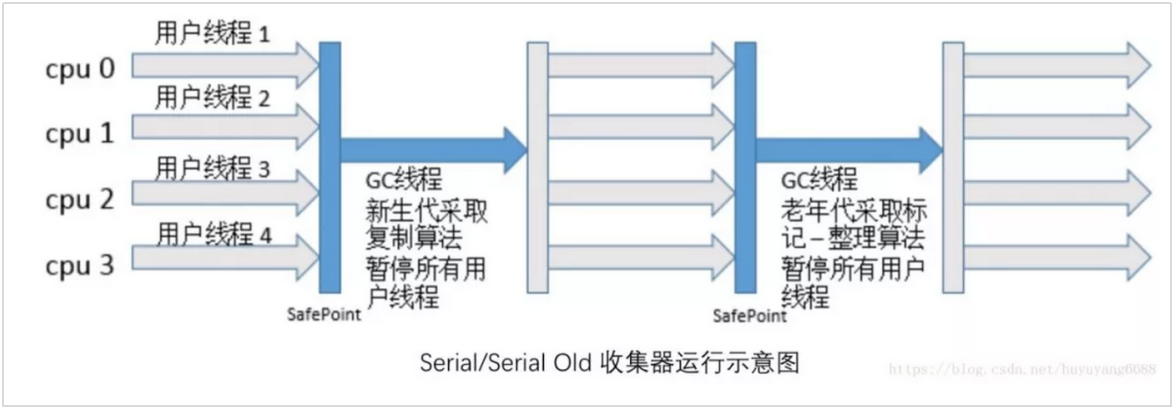 用户线程 1
cpu 0
用户线程 2
cpu 1
用户线程 3
cpu 2
用户线程 4
cpu 3
SafePoint
GC线程
新生代采取
复制算法
暂停所有用
户线程
SafePoint
GC线程
老年代采取标
记–整理算法
暂停所有用户
线程
Serial/Serial Old 收集器运行示意图
https://blog.csdn.net/huyuyang6688